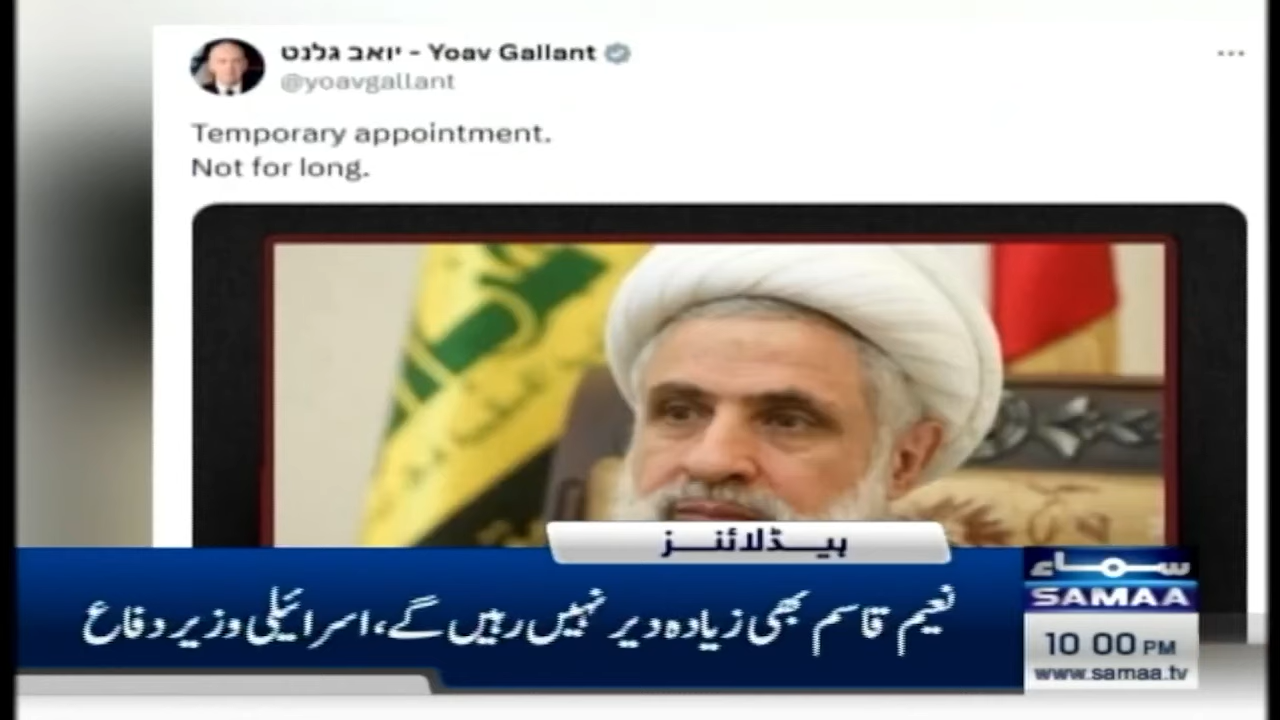 יואב גלנט - Yoav Gallant
@yoavgallant
Temporary appointment.
Not for long.
ہیڈلائنز
نعیم قاسم بھی زیادہ دیر نہیں رہیں گے، اسرائیلی وزیر دفاع
سماء
SAMAA
10 00 PM
www.samaa.tv